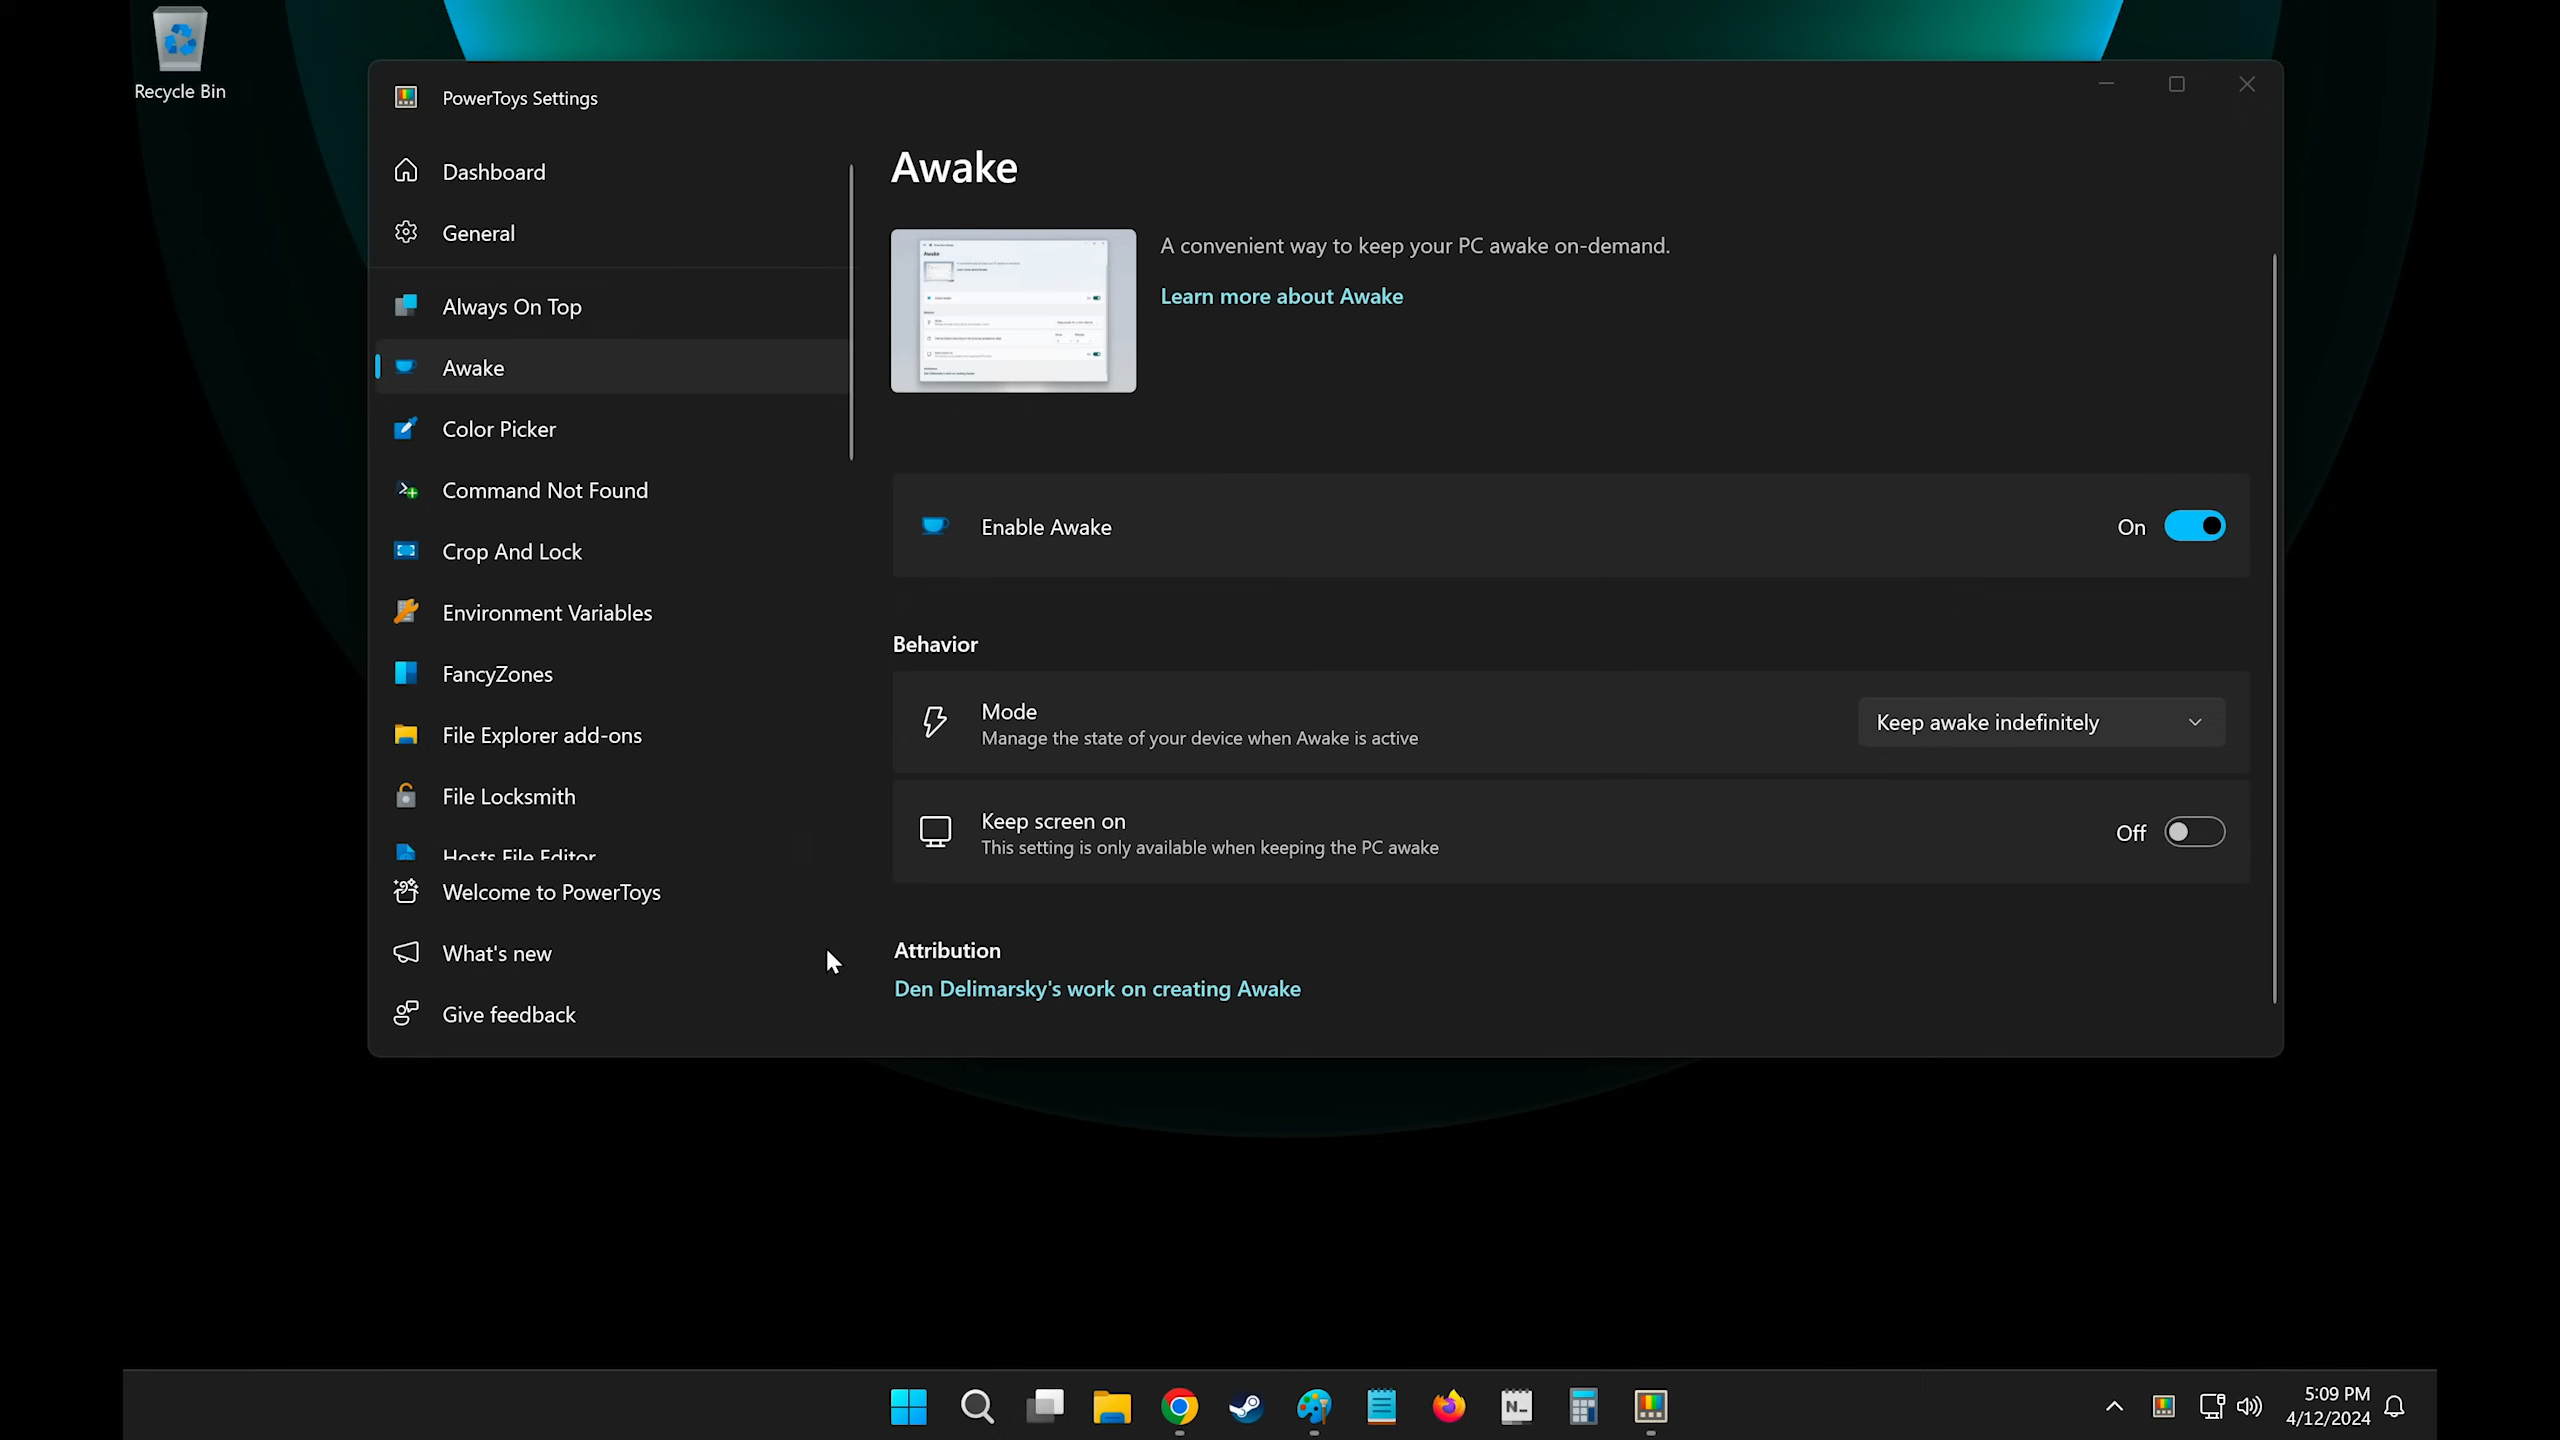 Recycle Bin
PowerToys Settings
Dashboard
General
Always On Top
Awake
Color Picker
Command Not Found
Crop And Lock
Environment Variables
FancyZones
File Explorer add-ons
File Locksmith
Hosts File Editor
Welcome to PowerToys
What's new
Give feedback
Awake
A convenient way to keep your PC awake on-demand.
Learn more about Awake
Enable Awake
On
Behavior
Mode
Manage the state of your device when Awake is active
Keep awake indefinitely
Keep screen on
This setting is only available when keeping the PC awake
Off
Attribution
Den Delimarsky's work on creating Awake
5:09 PM
4/12/2024